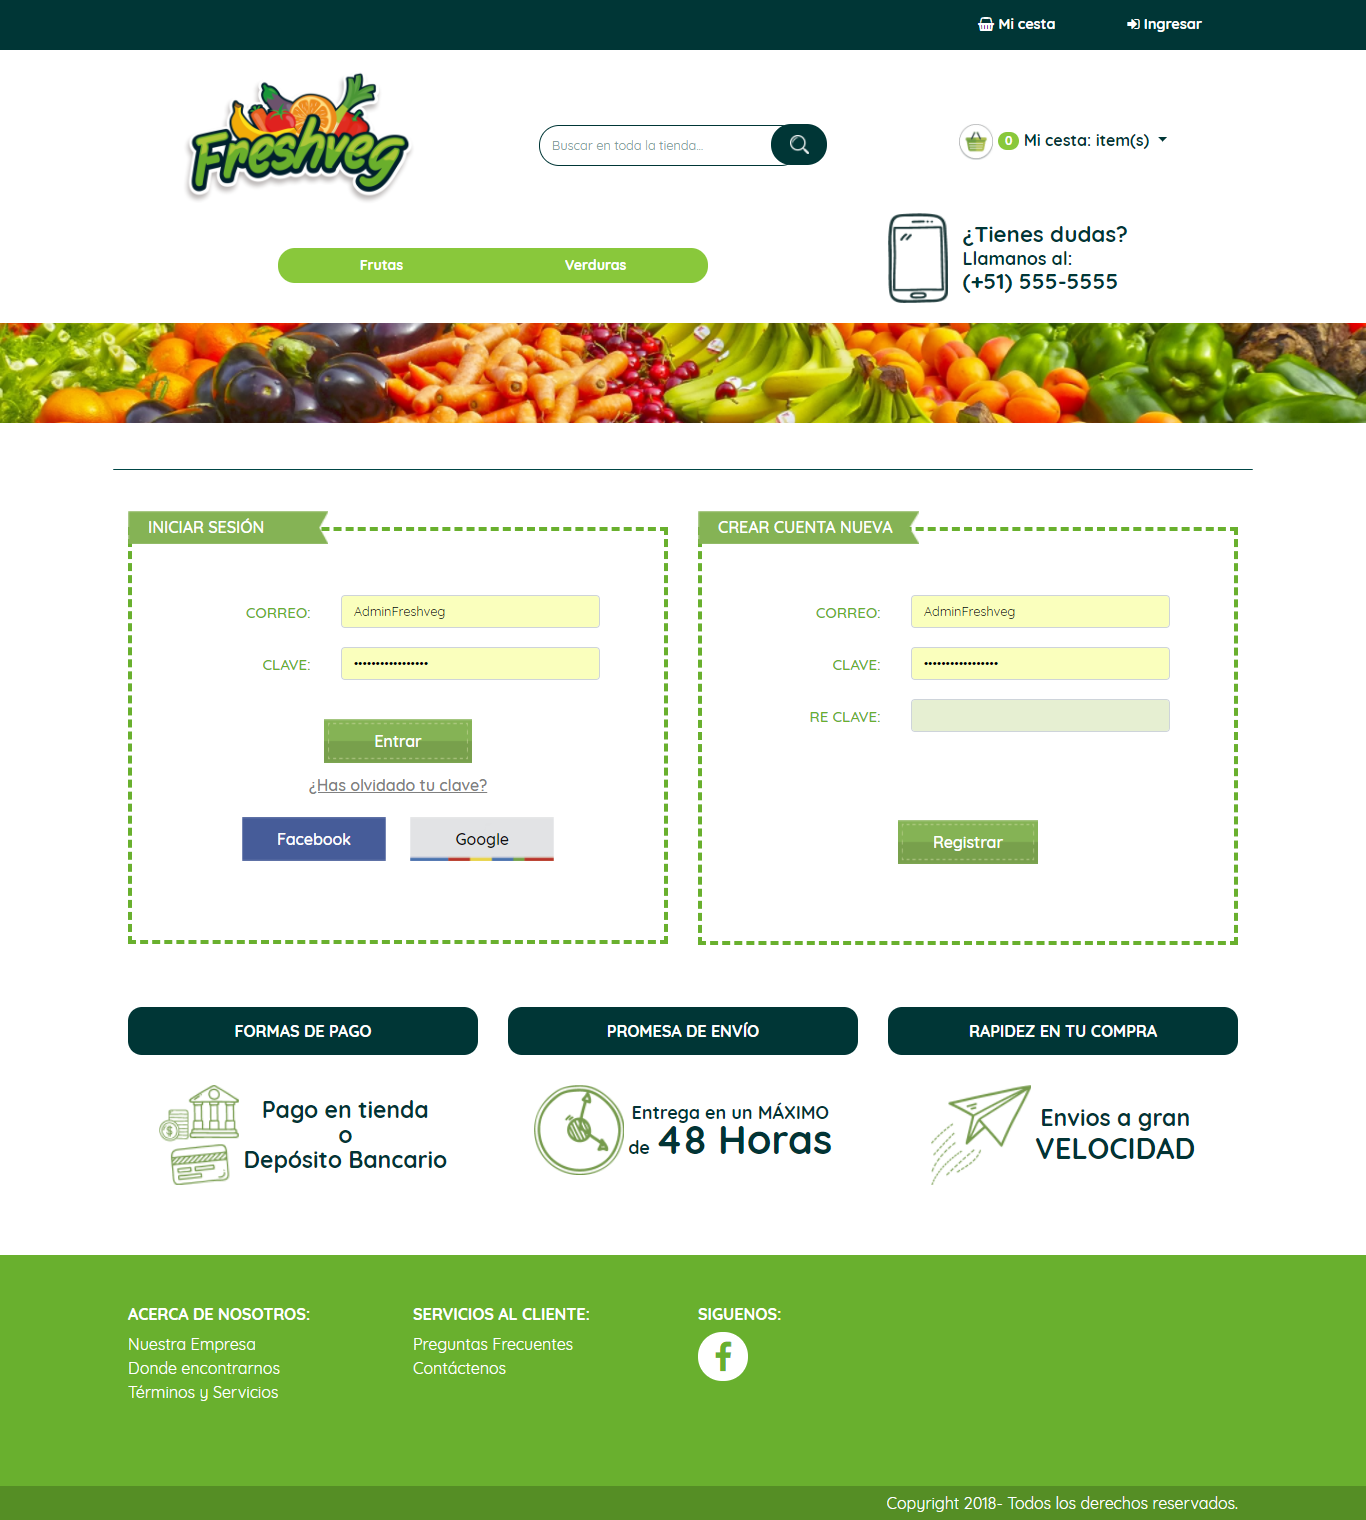 Mi cesta
Ingresar
Freshveg
Buscar en toda la tienda...
0 Mi cesta: item(s)
¿Tienes dudas?
Llamanos al:
(+51) 555-5555
Frutas
Verduras
INICIAR SESIÓN
CORREO: AdminFreshveg
CLAVE: •••••••••••••••••
Entrar
¿Has olvidado tu clave?
Facebook
Google
CREAR CUENTA NUEVA
CORREO: AdminFreshveg
CLAVE: •••••••••••••••••
RE CLAVE:
Registrar
FORMAS DE PAGO
Pago en tienda
o
Depósito Bancario
PROMESA DE ENVÍO
Entrega en un MÁXIMO
de 48 Horas
RAPIDEZ EN TU COMPRA
Envios a gran
VELOCIDAD
ACERCA DE NOSOTROS:
Nuestra Empresa
Donde encontrarnos
Términos y Servicios
SERVICIOS AL CLIENTE:
Preguntas Frecuentes
Contáctenos
SIGUENOS:
Copyright 2018- Todos los derechos reservados.